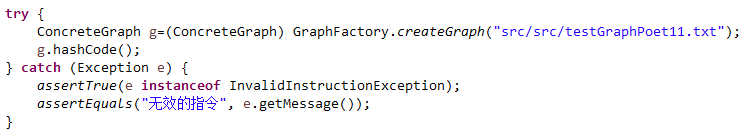 try {
ConcreteGraph g=(ConcreteGraph) GraphFactory.createGraph("src/src/testGraphPoet11.txt");
g.hashCode();
} catch (Exception e) {
assertTrue(e instanceof InvalidInstructionException);
assertEquals("无效的指令", e.getMessage());
}